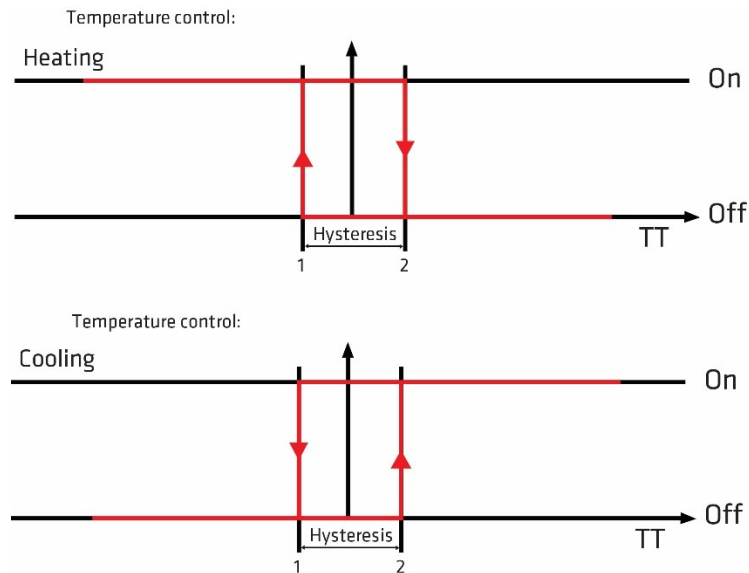 Temperature control:
Heating
On
Off
Hysteresis
TT
1 2
Temperature control:
Cooling
On
Off
Hysteresis
TT
1 2